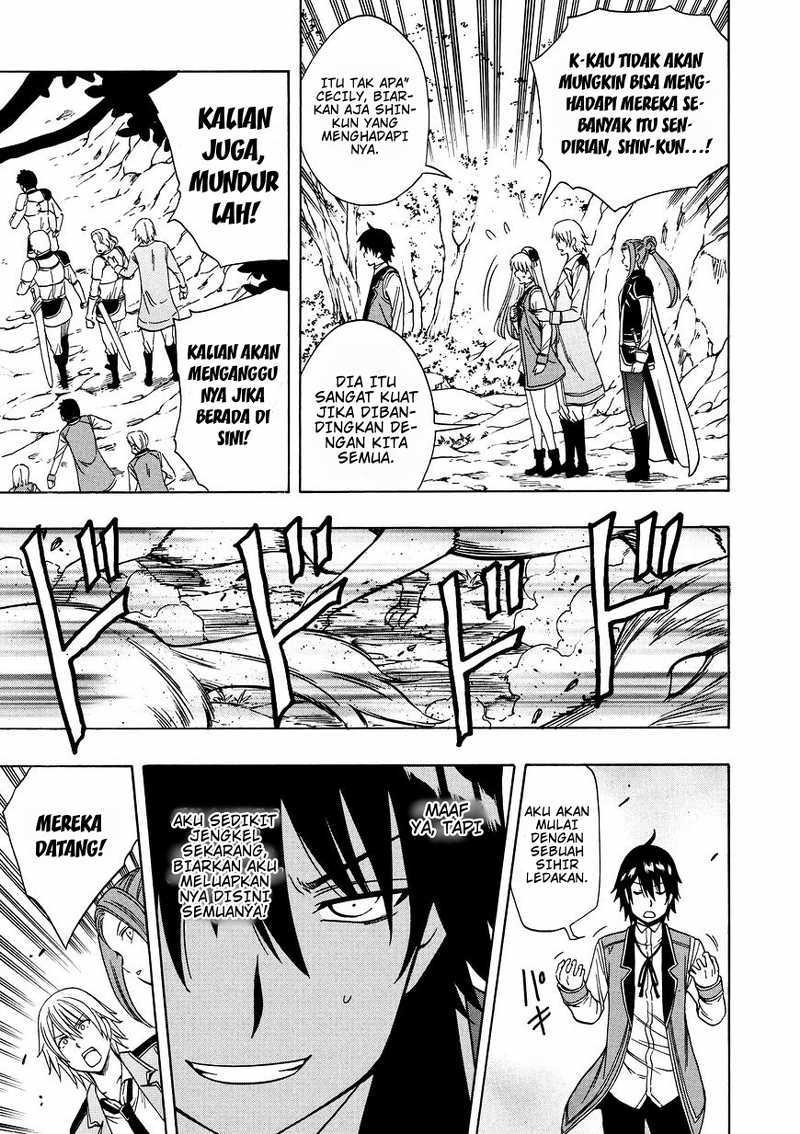 K-KAU TIDAK AKAN
MUNGKIN BISA MENG-
HADAPI MEREKA SE-
BANYAK ITU SEN-
DIRIAN, SHIN-KUN...!
ITU TAK APA"
CECILY, BIAR-
KAN AJA SHIN-
KUN YANG
MENGHADAPI
NYA.
DIA ITU
SANGAT KUAT
JIKA DIBAN-
DINGKAN DE-
NGAN KITA
SEMUA.
KALIAN
JUGA,
MUNDUR
LAH!
KALIAN AKAN
MENGANGGU
NYA JIKA
BERADA DI
SINI!
ドドドド
AKU AKAN
MULAI
DENGAN
SEBUAH
SIHIR
LEDAKAN.
パキ
MAAF
YA, TAPI
AKU SEDIKIT
JENGKEL
SEKARANG,
BIARKAN AKU
MELUAPKAN
NYA DISINI
SEMUANYA!
MEREKA
DATANG!